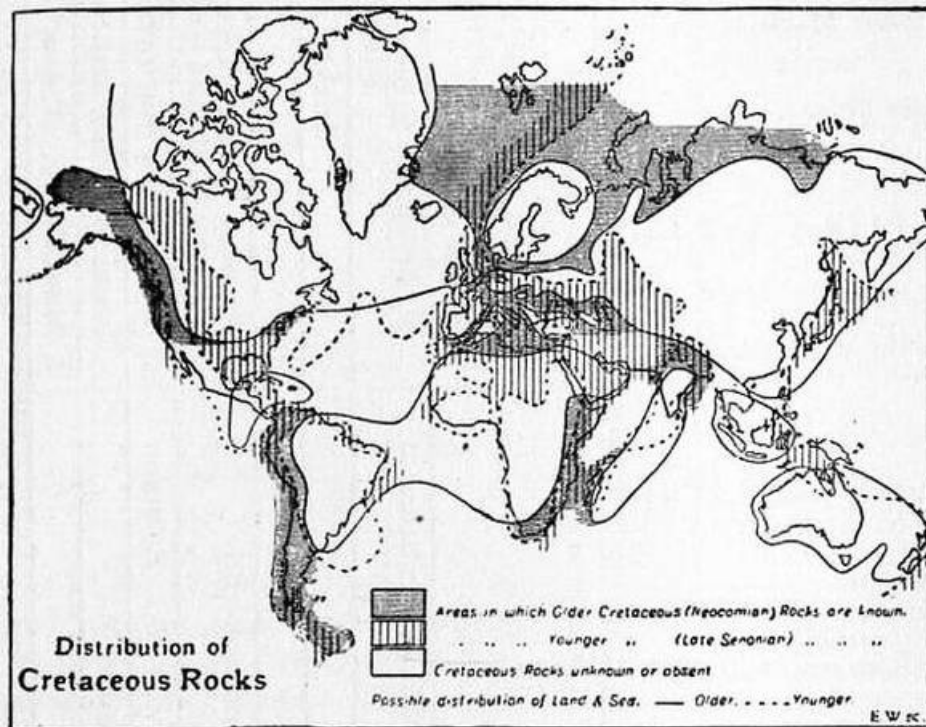 Areas in which Older Cretaceous (Neocomian) Rocks are known.
„ „ „ Younger „ (Late Senonian) „ „ „
Cretaceous Rocks unknown or absent
Possible distribution of Land & Sea. —— Older. - - - - Younger.
Distribution of
Cretaceous Rocks